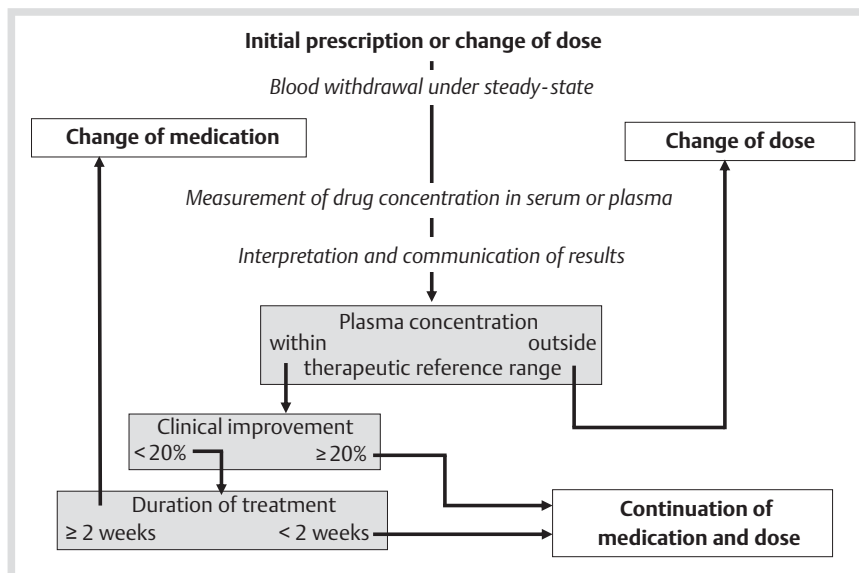 Initial prescription or change of dose
Blood withdrawal under steady-state
Change of medication
Change of dose
Measurement of drug concentration in serum or plasma
Interpretation and communication of results
Plasma concentration
within outside
therapeutic reference range
Clinical improvement
<20% ≥20%
Duration of treatment
≥ 2 weeks < 2 weeks
Continuation of
medication and dose